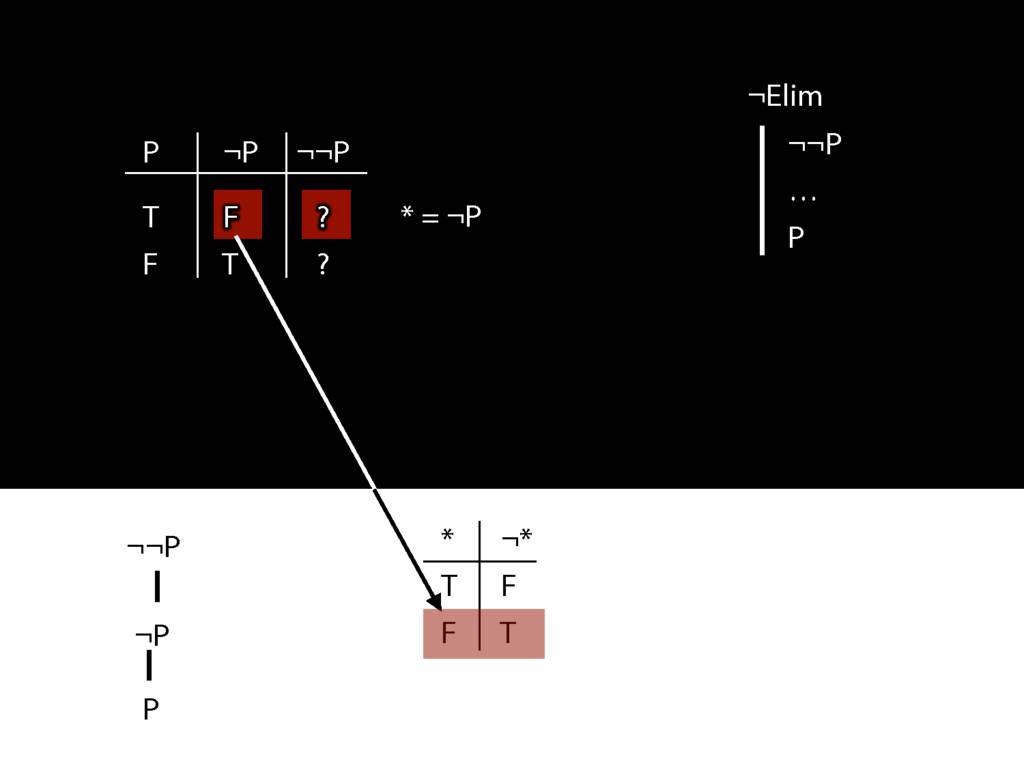 ¬Elim
¬¬P
...
P
P ¬P ¬¬P
T F ? * = ¬P
F T ?
¬¬P
¬P
P
* ¬*
T F
F T